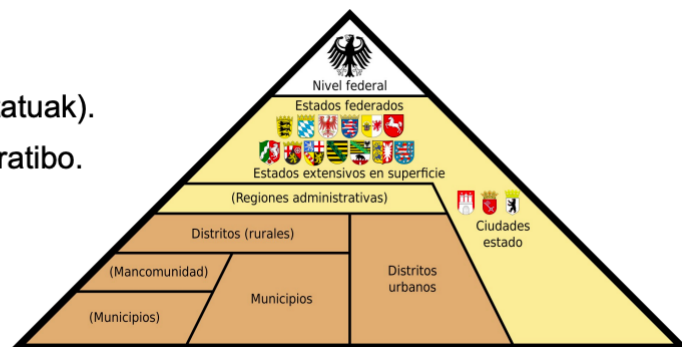 tatuak).
ratibo.
Nivel federal
Estados federados
Estados extensivos en superficie
(Regiones administrativas)
Ciudades
estado
Distritos (rurales)
(Mancomunidad)
Municipios
Distritos
urbanos
(Municipios)